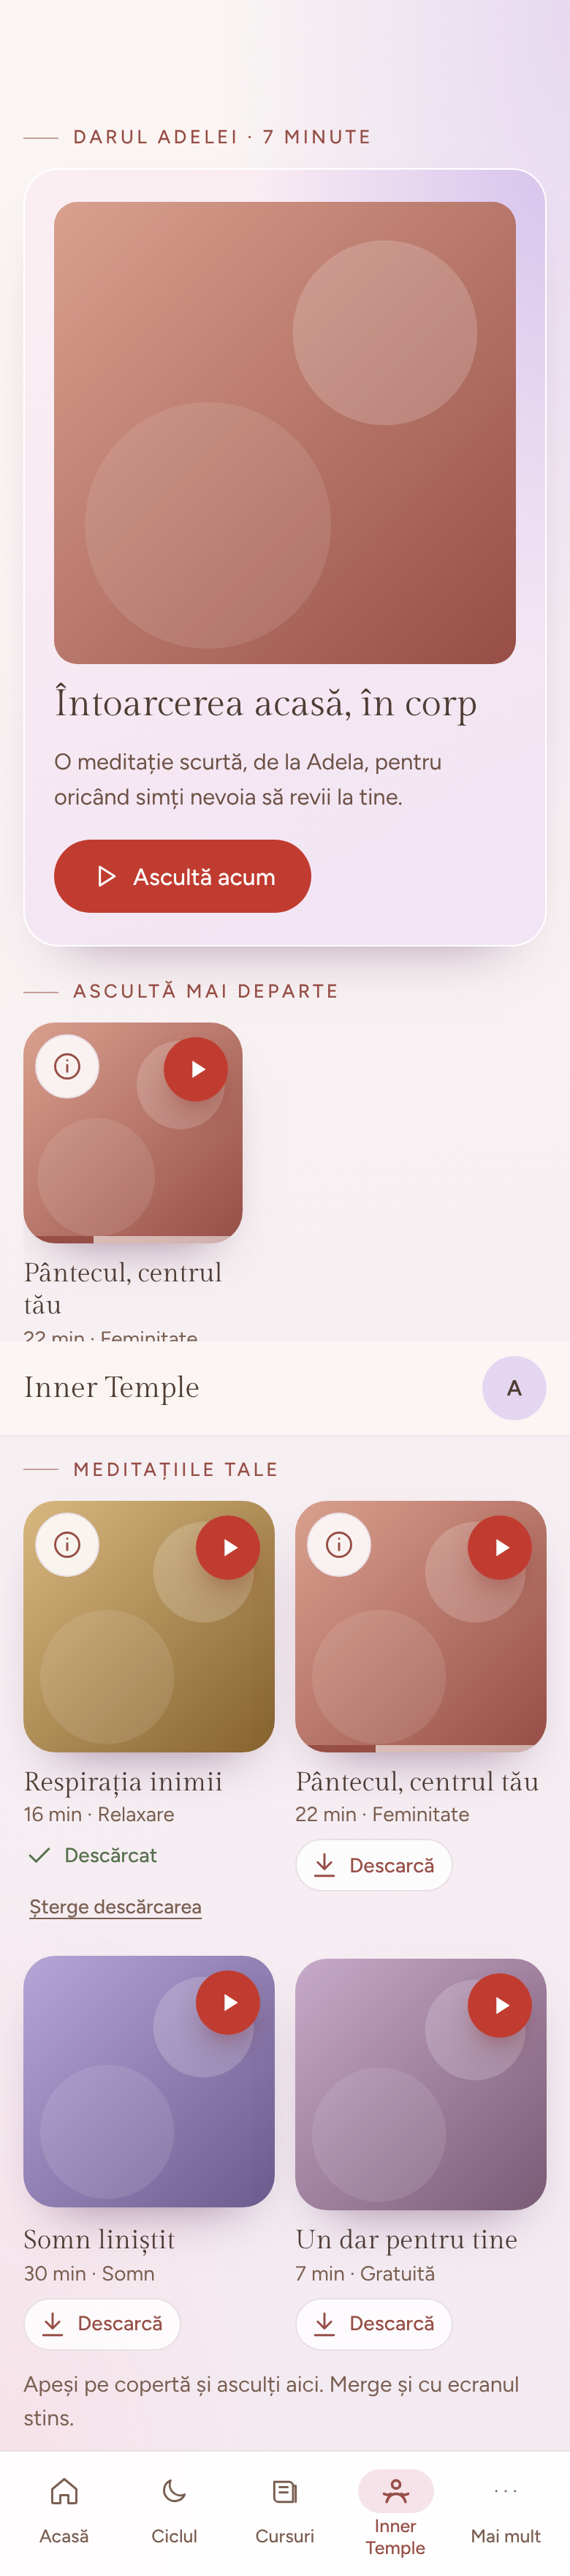 DARUL ADELEI · 7 MINUTE
Întoarcerea acasă, în corp
O meditație scurtă, de la Adela, pentru
oricând simți nevoia să revii la tine.
Ascultă acum
ASCULTĂ MAI DEPARTE
Pântecul, centrul
tău
22 min · Feminitate
Inner Temple
A
MEDITAȚIILE TALE
Respirația inimii
16 min · Relaxare
Descărcat
Șterge descărcarea
Pântecul, centrul tău
22 min · Feminitate
Descarcă
Somn liniștit
30 min · Somn
Descarcă
Un dar pentru tine
7 min · Gratuită
Descarcă
Apeși pe copertă și asculți aici. Merge și cu ecranul
stins.
Acasă
Ciclul
Cursuri
Inner
Temple
Mai mult